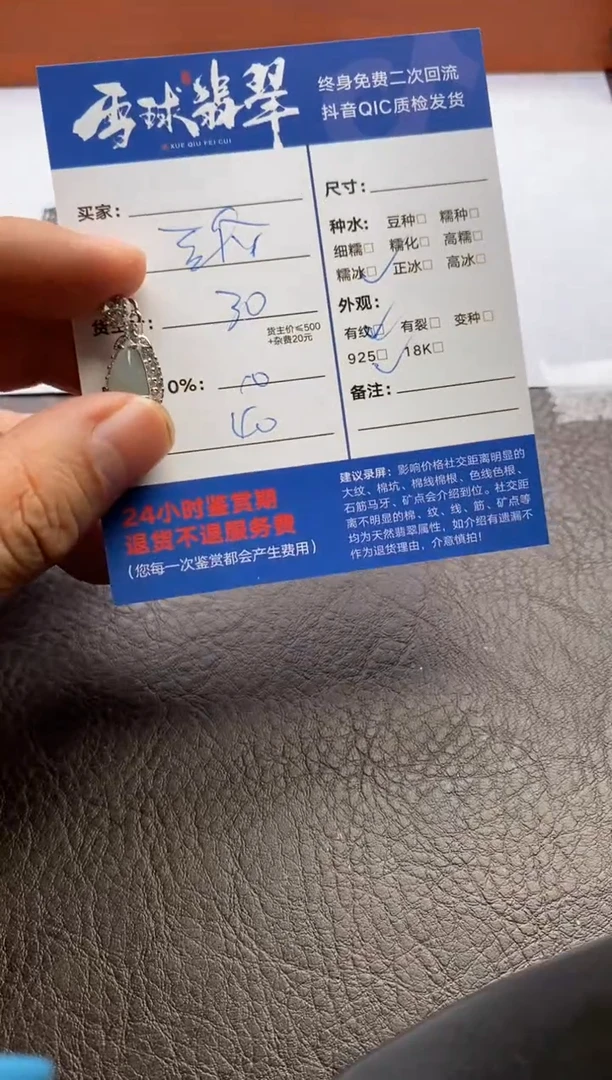 雪球翡翠
XUE QIU FEI CUI
终身免费二次回流
抖音QIC质检发货
买家:
30
货主价≤500
+杂费20元
0%: 10
40
尺寸:
种水: 豆种 糯种
细糯 糯化 高糯
糯冰 正冰 高冰
外观:
有纹 有裂 变种
925 18K
备注:
24小时鉴赏期
退货不退服务费
(您每一次鉴赏都会产生费用)
建议录屏:影响价格社交距离明显的
大纹、棉坑、棉线棉根、色线色根、
石筋马牙、矿点会介绍到位。社交距
离不明显的棉、纹、线、筋、矿点等
均为天然翡翠属性,如介绍有遗漏不
作为退货理由,介意慎拍!